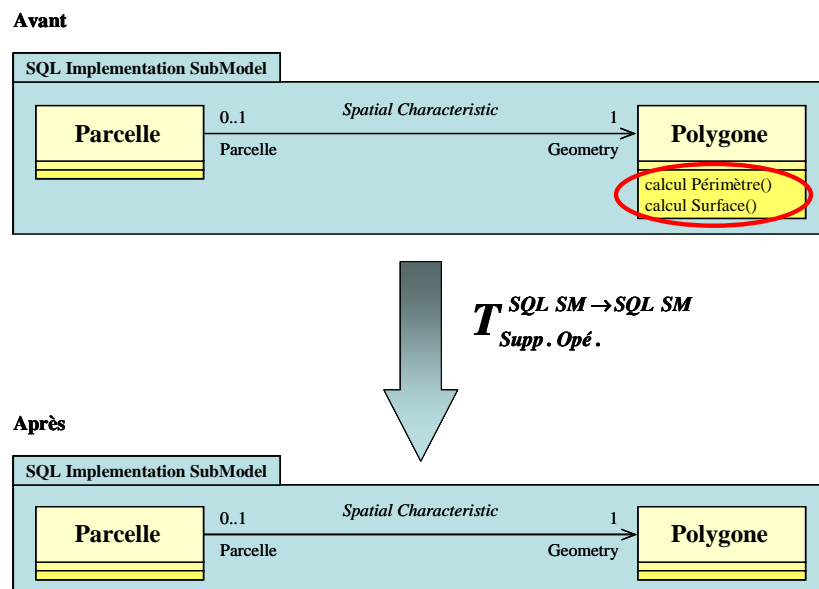 Avant
SQL Implementation SubModel
0..1 Spatial Characteristic 1
Parcelle Polygone
Parcelle Geometry
calcul Périmètre()
calcul Surface()
T SQL SM→SQL SM
Supp. Opé.
Après
SQL Implementation SubModel
0..1 Spatial Characteristic 1
Parcelle Polygone
Parcelle Geometry